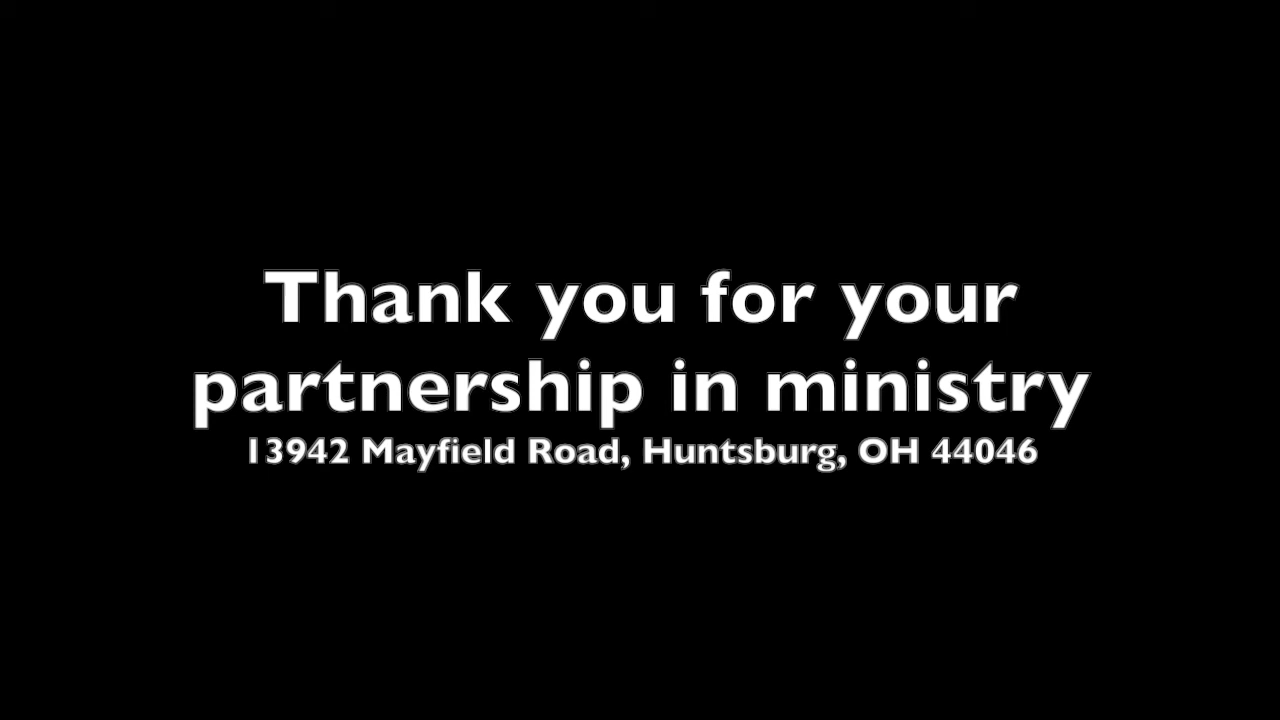 Thank you for your
partnership in ministry
13942 Mayfield Road, Huntsburg, OH 44046